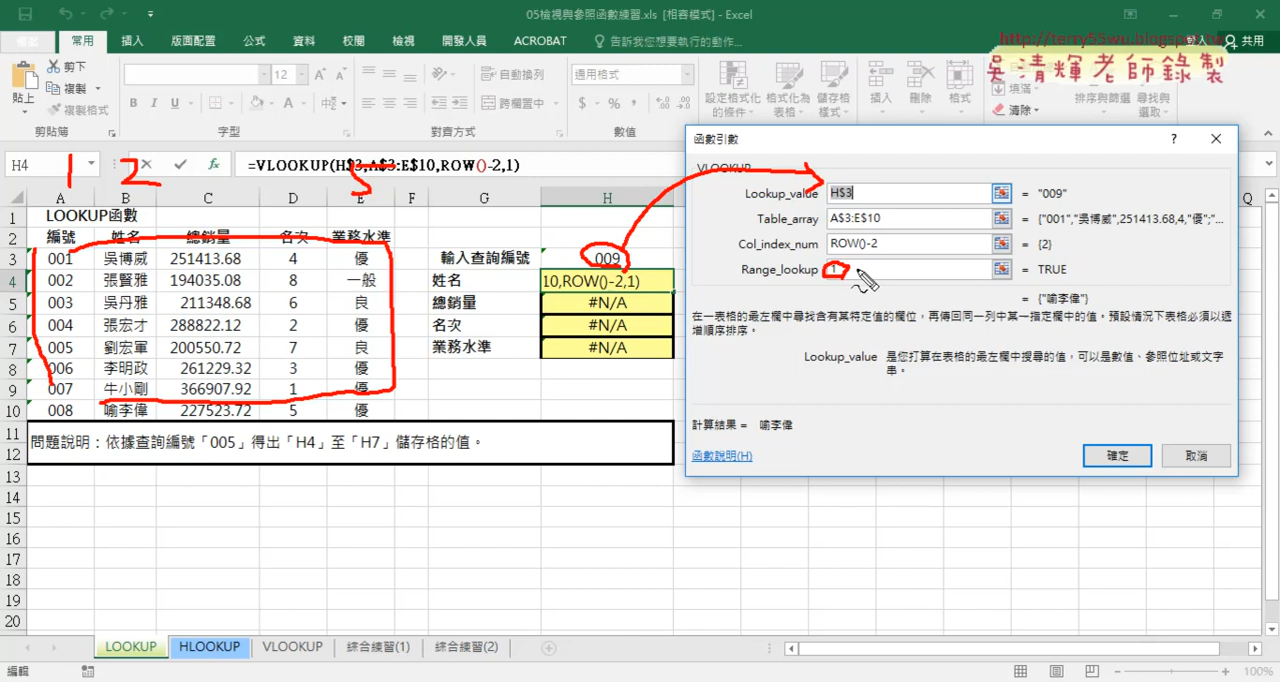 05檢視與參照函數練習.xls [相容模式] - Excel
常用 插入 版面配置 公式 資料 校閱 檢視 開發人員 ACROBAT 告訴我您想要執行的動作... 登入 共用
http://terry55wu.blogspot.tw
吳清輝老師錄製
貼上 剪下 複製 複製格式 剪貼簿
12 字型
自動換列 跨欄置中 對齊方式
通用格式 數值
設定格式化的條件 格式化為表格 儲存格樣式
插入 刪除 格式
填滿 清除 排序與篩選 尋找與選取
H4 =VLOOKUP(H$3,A$3:E$10,ROW()-2,1)
1 2 5
A B C D E F G H Q
1 LOOKUP函數
2 編號 姓名 總銷量 名次 業務水準
3 001 吳博威 251413.68 4 優 輸入查詢編號 009
4 002 張賢雅 194035.08 8 一般 姓名 10,ROW()-2,1)
5 003 吳丹雅 211348.68 6 良 總銷量 #N/A
6 004 張宏才 288822.12 2 優 名次 #N/A
7 005 劉宏軍 200550.72 7 良 業務水準 #N/A
8 006 李明政 261229.32 3 優
9 007 牛小剛 366907.92 1 優
10 008 喻李偉 227523.72 5 優
11 問題說明：依據查詢編號「005」得出「H4」至「H7」儲存格的值。
12
13
14
15
16
17
18
19
20
函數引數 ?
VLOOKUP
Lookup_value H$3 = "009"
Table_array A$3:E$10 = {"001","吳博威",251413.68,4,"優";"...
Col_index_num ROW()-2 = {2}
Range_lookup 1 = TRUE
= {"喻李偉"}
在一表格的最左欄中尋找含有某特定值的欄位，再傳回同一列中某一指定欄中的值。預設情況下表格必須以遞
增順序排序。
Lookup_value 是您打算在表格的最左欄中搜尋的值，可以是數值、參照位址或文字
串。
計算結果 = 喻李偉
函數說明(H) 確定 取消
LOOKUP HLOOKUP VLOOKUP 綜合練習(1) 綜合練習(2)
編輯 100%